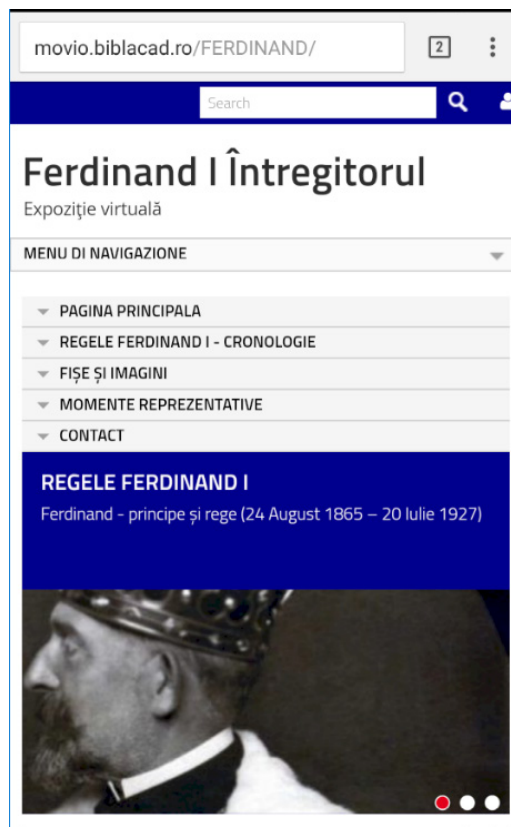 movio.biblacad.ro/FERDINAND/
2
Search
Ferdinand I Întregitorul
Expoziţie virtuală
MENU DI NAVIGAZIONE
PAGINA PRINCIPALA
REGELE FERDINAND I - CRONOLOGIE
FIȘE ȘI IMAGINI
MOMENTE REPREZENTATIVE
CONTACT
REGELE FERDINAND I
Ferdinand - principe și rege (24 August 1865 – 20 Iulie 1927)